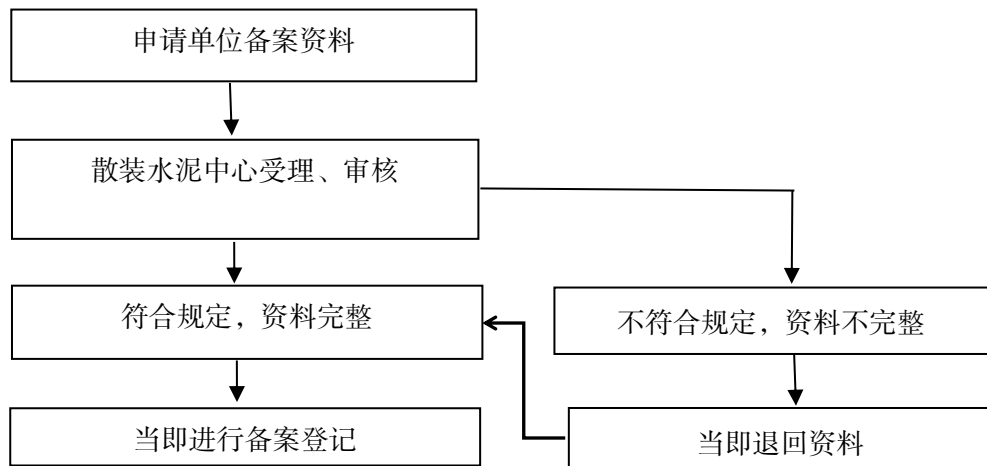 申请单位备案资料
散装水泥中心受理、审核
符合规定，资料完整
不符合规定，资料不完整
当即进行备案登记
当即退回资料